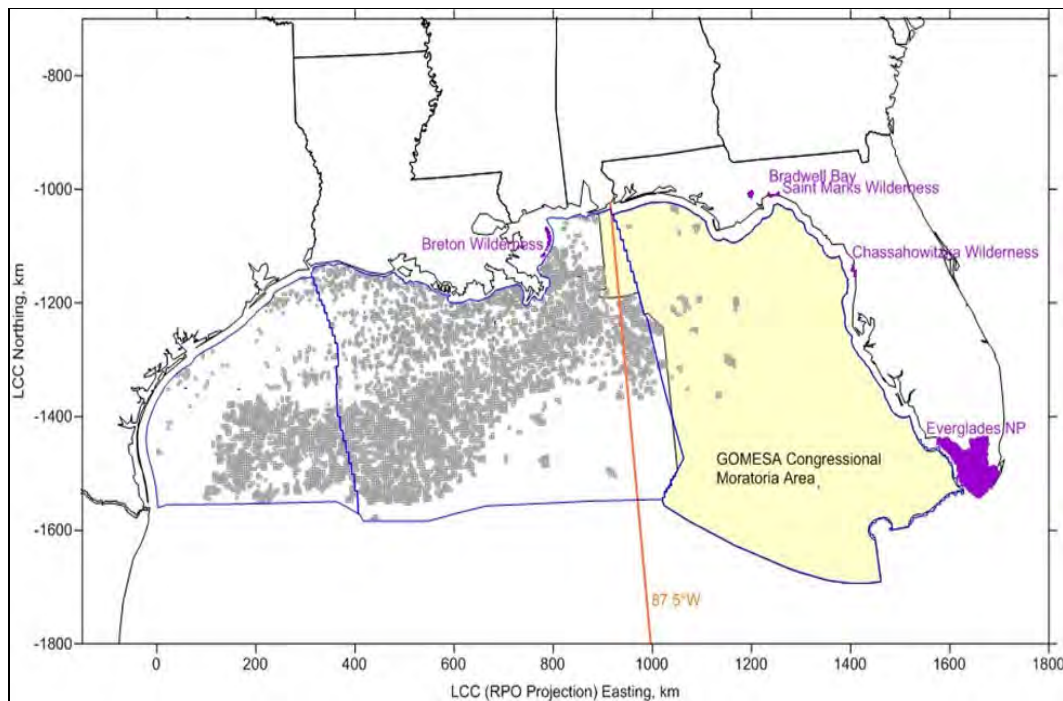 -800
-1000
Bradwell Bay
Saint Marks Wilderness
Breton Wilderness
Chassahowitzka Wilderness
LCC Northing, km
-1200
-1400
Everglades NP
GOMESA Congressional
Moratoria Area
-1600
87.5°W
-1800
0 200 400 600 800 1000 1200 1400 1600 1800
LCC (RPO Projection) Easting, km